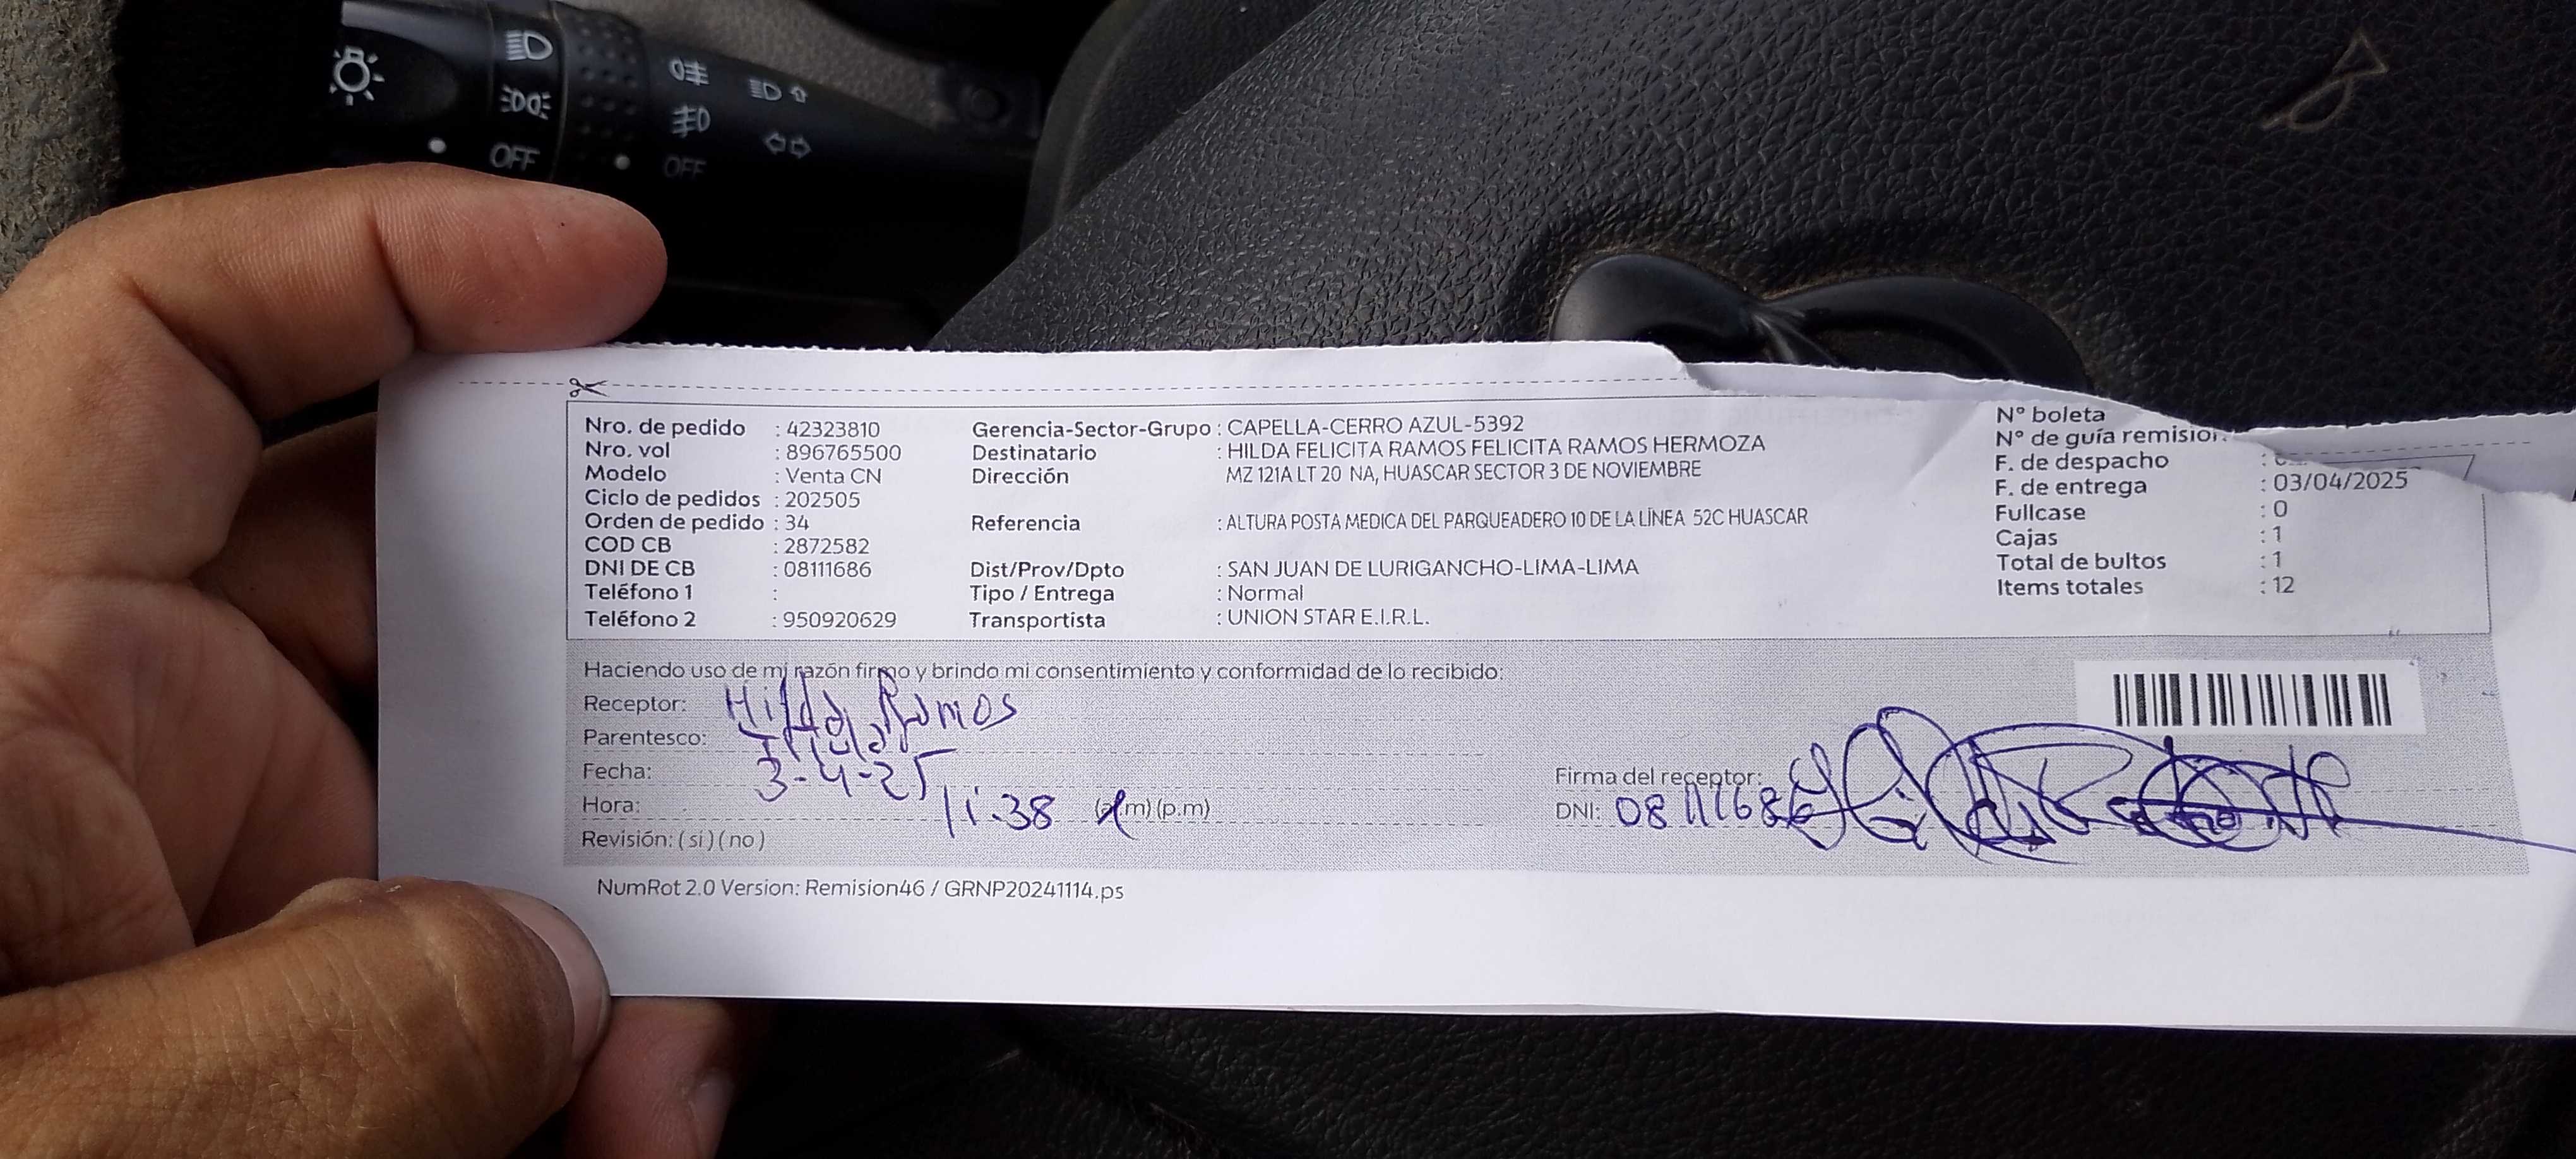 OFF
OFF
Nro. de pedido : 42323810
Nro. vol : 896765500
Modelo : Venta CN
Ciclo de pedidos : 202505
Orden de pedido : 34
COD CB : 2872582
DNI DE CB : 08111686
Teléfono 1 :
Teléfono 2 : 950920629
Gerencia-Sector-Grupo : CAPELLA-CERRO AZUL-5392
Destinatario : HILDA FELICITA RAMOS FELICITA RAMOS HERMOZA
Dirección MZ 121A LT 20 NA, HUASCAR SECTOR 3 DE NOVIEMBRE
Referencia : ALTURA POSTA MEDICA DEL PARQUEADERO 10 DE LA LÍNEA 52C HUASCAR
Dist/Prov/Dpto : SAN JUAN DE LURIGANCHO-LIMA-LIMA
Tipo / Entrega : Normal
Transportista : UNION STAR E.I.R.L.
N° boleta
N° de guía remisión
F. de despacho :
F. de entrega : 03/04/2025
Fullcase : 0
Cajas : 1
Total de bultos : 1
Items totales : 12
Haciendo uso de mi razón firmo y brindo mi consentimiento y conformidad de lo recibido:
Receptor: Hilda Ramos
Parentesco: Titular
Fecha: 3-4-25
Hora: 11:38 (a.m) (p.m)
Revisión: (si) (no)
Firma del receptor:
DNI: 08111686
NumRot 2.0 Version: Remision46 / GRNP20241114.ps